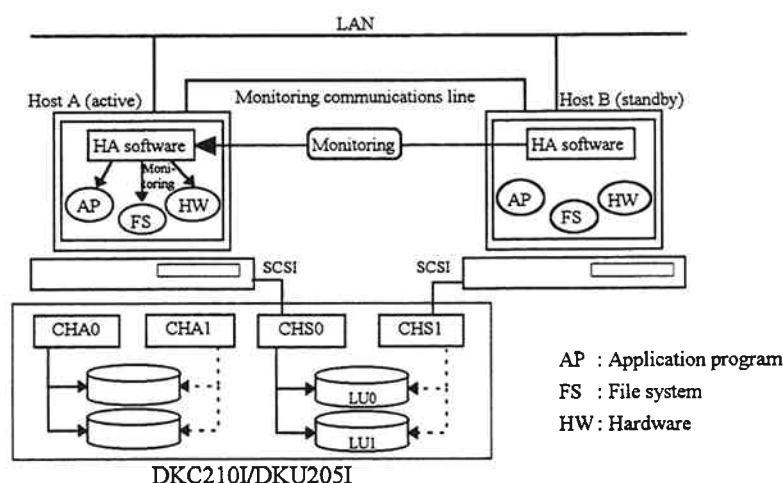 LAN
Host A (active)
Monitoring communications line
Host B (standby)
HA software
Monitoring
HA software
Moni-
toring
AP
FS
HW
AP
FS
HW
SCSI
SCSI
CHA0
CHA1
CHS0
CHS1
LU0
LU1
AP : Application program
FS : File system
HW : Hardware
DKC210I/DKU205I